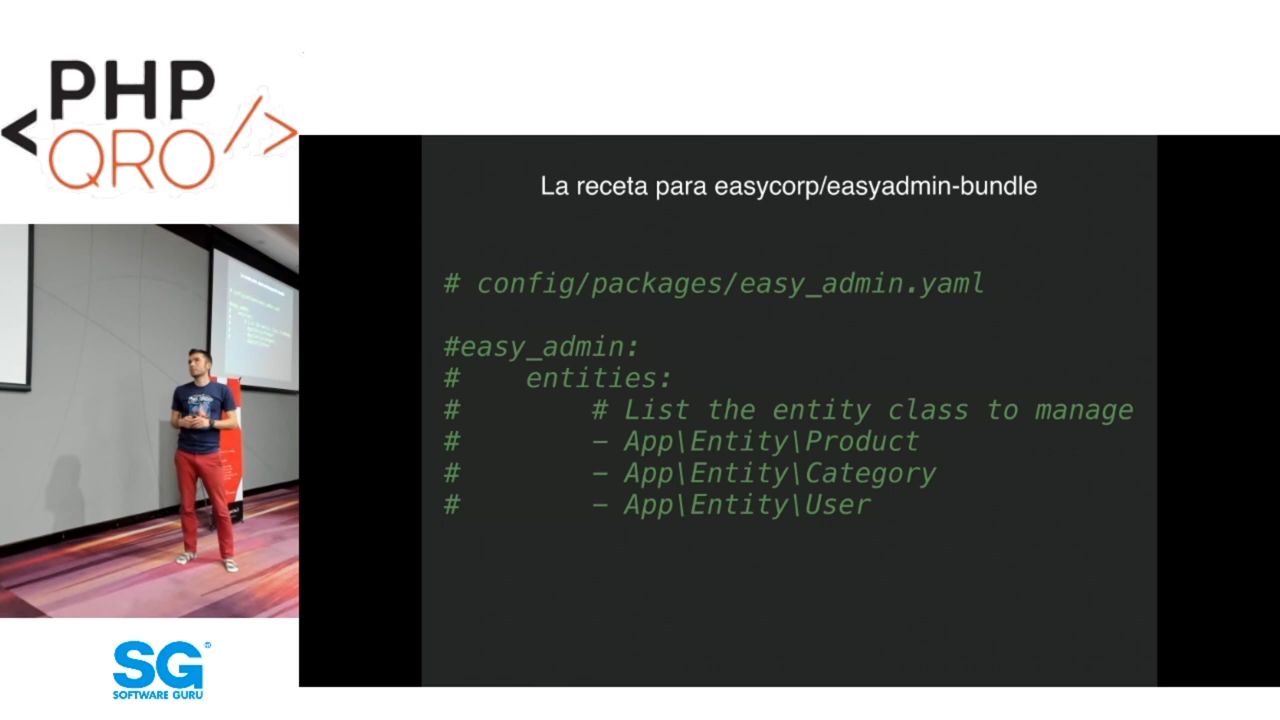 PHP
< QRO />
La receta para easycorp/easyadmin-bundle
# config/packages/easy_admin.yaml
#easy_admin:
#    entities:
#        # List the entity class to manage
#        – App\Entity\Product
#        – App\Entity\Category
#        – App\Entity\User
SG®
SOFTWARE GURU